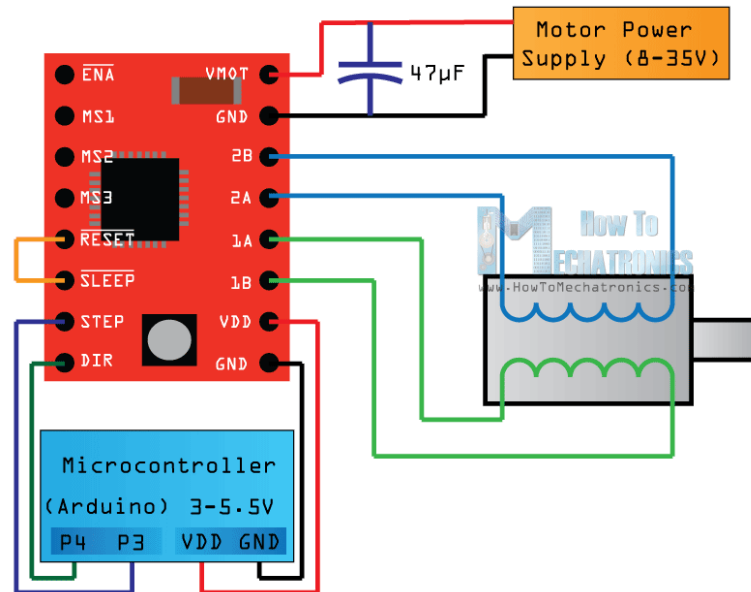 Motor Power
Supply (8-35V)
47µF
ENA
VMOT
MS1
GND
MS2
2B
MS3
2A
RESET
1A
SLEEP
1B
STEP
VDD
DIR
GND
How To
MECHATRONICS
www.HowToMechatronics.com
Microcontroller
(Arduino) 3-5.5V
P4 P3 VDD GND